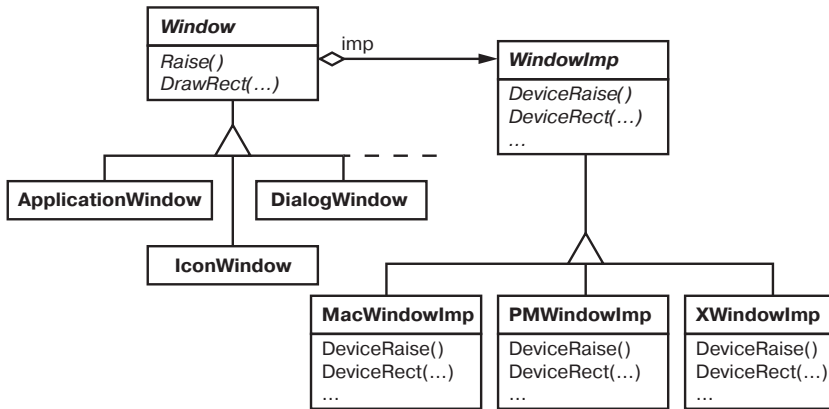 Window
Raise()
DrawRect(...)
imp
WindowImp
DeviceRaise()
DeviceRect(...)
...
ApplicationWindow
DialogWindow
IconWindow
MacWindowImp
DeviceRaise()
DeviceRect(...)
...
PMWindowImp
DeviceRaise()
DeviceRect(...)
...
XWindowImp
DeviceRaise()
DeviceRect(...)
...